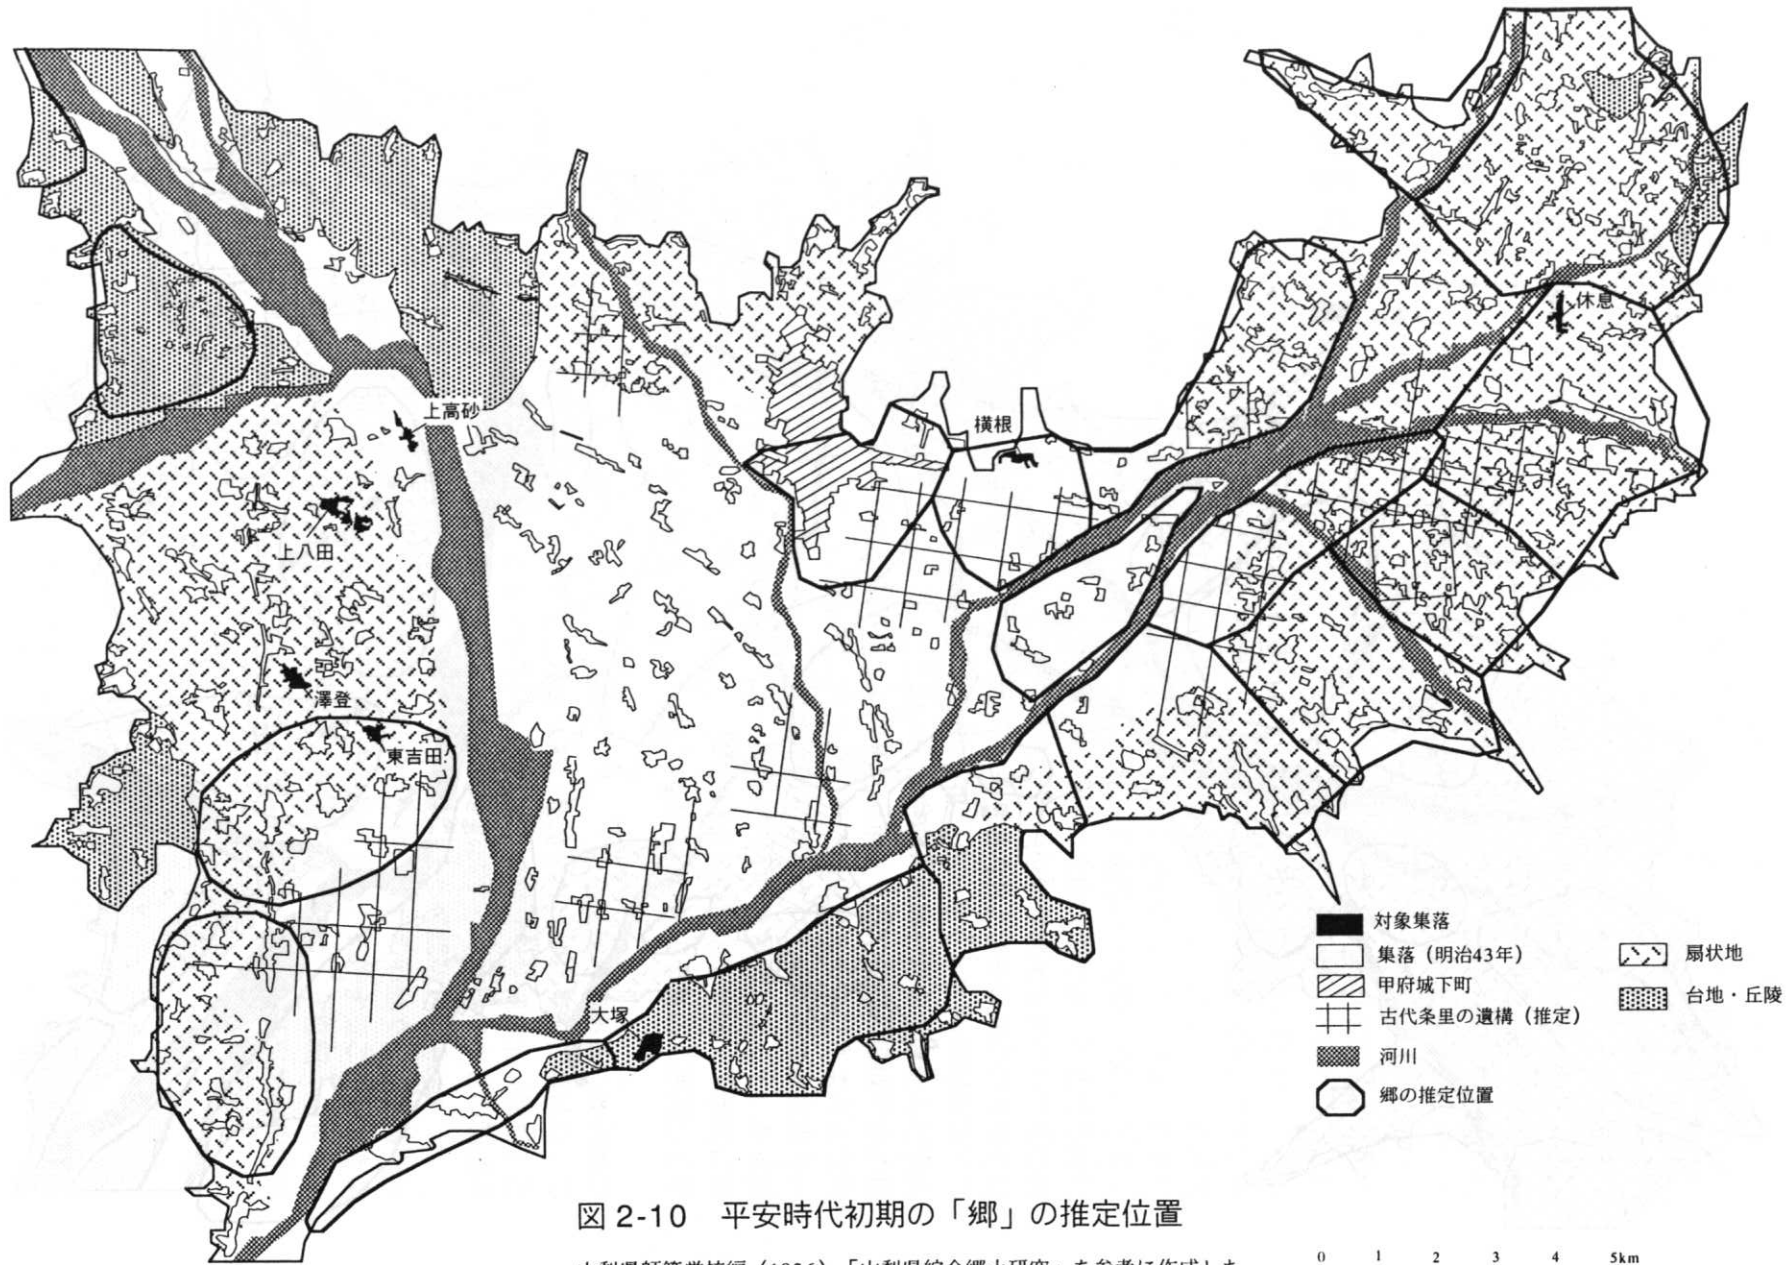 休息
上高砂
横根
上八田
澤登
東吉田
大塚
対象集落
集落（明治43年）
甲府城下町
古代条里の遺構（推定）
河川
郷の推定位置
扇状地
台地・丘陵
図 2-10　平安時代初期の「郷」の推定位置
0 1 2 3 4 5km